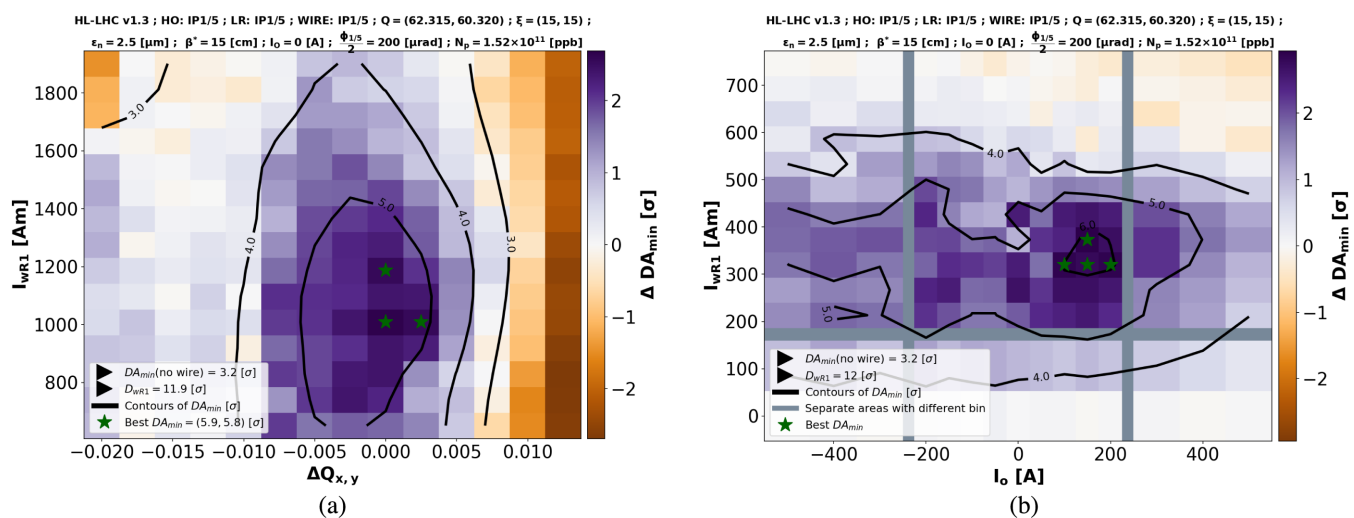 HL-LHC v1.3 ; HO: IP1/5 ; LR: IP1/5 ; WIRE: IP1/5 ; Q = (62.315, 60.320) ; ξ = (15, 15) ;
εn = 2.5 [μm] ; β* = 15 [cm] ; IO = 0 [A] ; ϕ1/5/2 = 200 [μrad] ; Np = 1.52×10^11 [ppb]
IwR1 [Am]
1800
1600
1400
1200
1000
800
3.0
5.0
4.0
4.0
3.0
DAmin(no wire) = 3.2 [σ]
DwR1 = 11.9 [σ]
Contours of DAmin [σ]
Best DAmin = (5.9, 5.8) [σ]
−0.020 −0.015 −0.010 −0.005 0.000 0.005 0.010
ΔQx, y
2
1
0
−1
−2
Δ DAmin [σ]
(a)
HL-LHC v1.3 ; HO: IP1/5 ; LR: IP1/5 ; WIRE: IP1/5 ; Q = (62.315, 60.320) ; ξ = (15, 15) ;
εn = 2.5 [μm] ; β* = 15 [cm] ; IO = 0 [A] ; ϕ1/5/2 = 200 [μrad] ; Np = 1.52×10^11 [ppb]
IwR1 [Am]
700
600
500
400
300
200
100
0
4.0
5.0
6.0
5.0
4.0
DAmin(no wire) = 3.2 [σ]
DwR1 = 12 [σ]
Contours of DAmin [σ]
Separate areas with different bin
Best DAmin
−400 −200 0 200 400
Io [A]
2
1
0
−1
−2
Δ DAmin [σ]
(b)